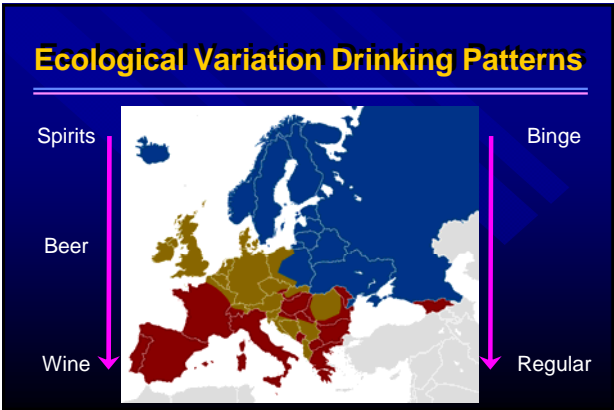 Ecological Variation Drinking Patterns
Spirits
Binge
Beer
Wine
Regular